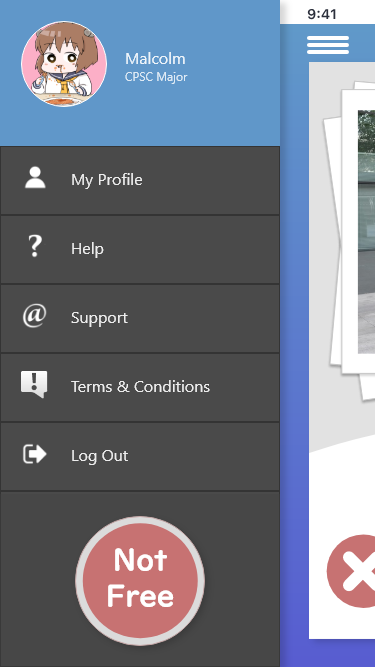 9:41
Malcolm
CPSC Major
My Profile
Help
Support
Terms & Conditions
Log Out
Not
Free